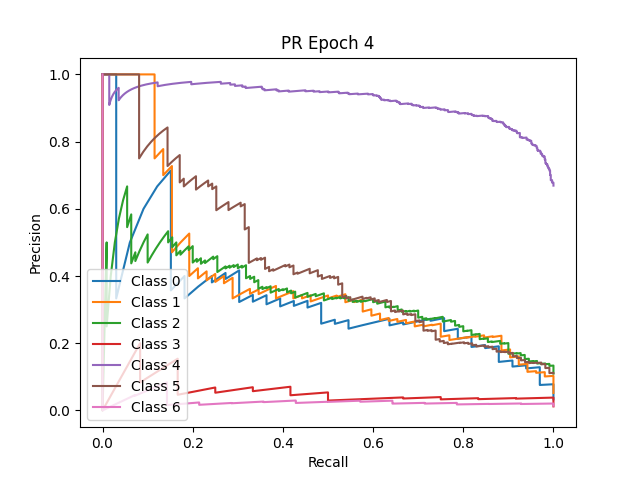 PR Epoch 4
Precision
1.0
0.8
0.6
0.4
0.2
0.0
Class 0
Class 1
Class 2
Class 3
Class 4
Class 5
Class 6
0.0 0.2 0.4 0.6 0.8 1.0
Recall